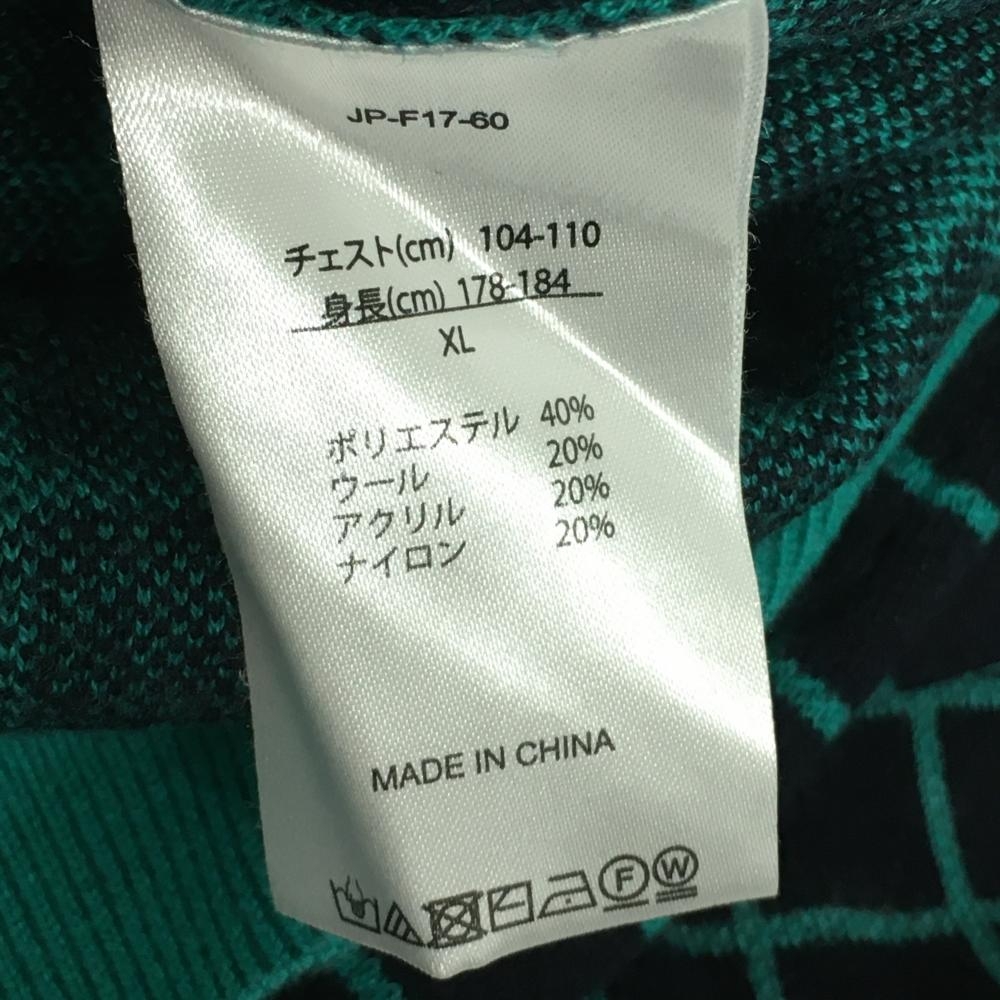 JP-F17-60
チェスト(cm) 104-110
身長(cm) 178-184
XL
ポリエステル 40%
ウール 20%
アクリル 20%
ナイロン 20%
MADE IN CHINA
F W